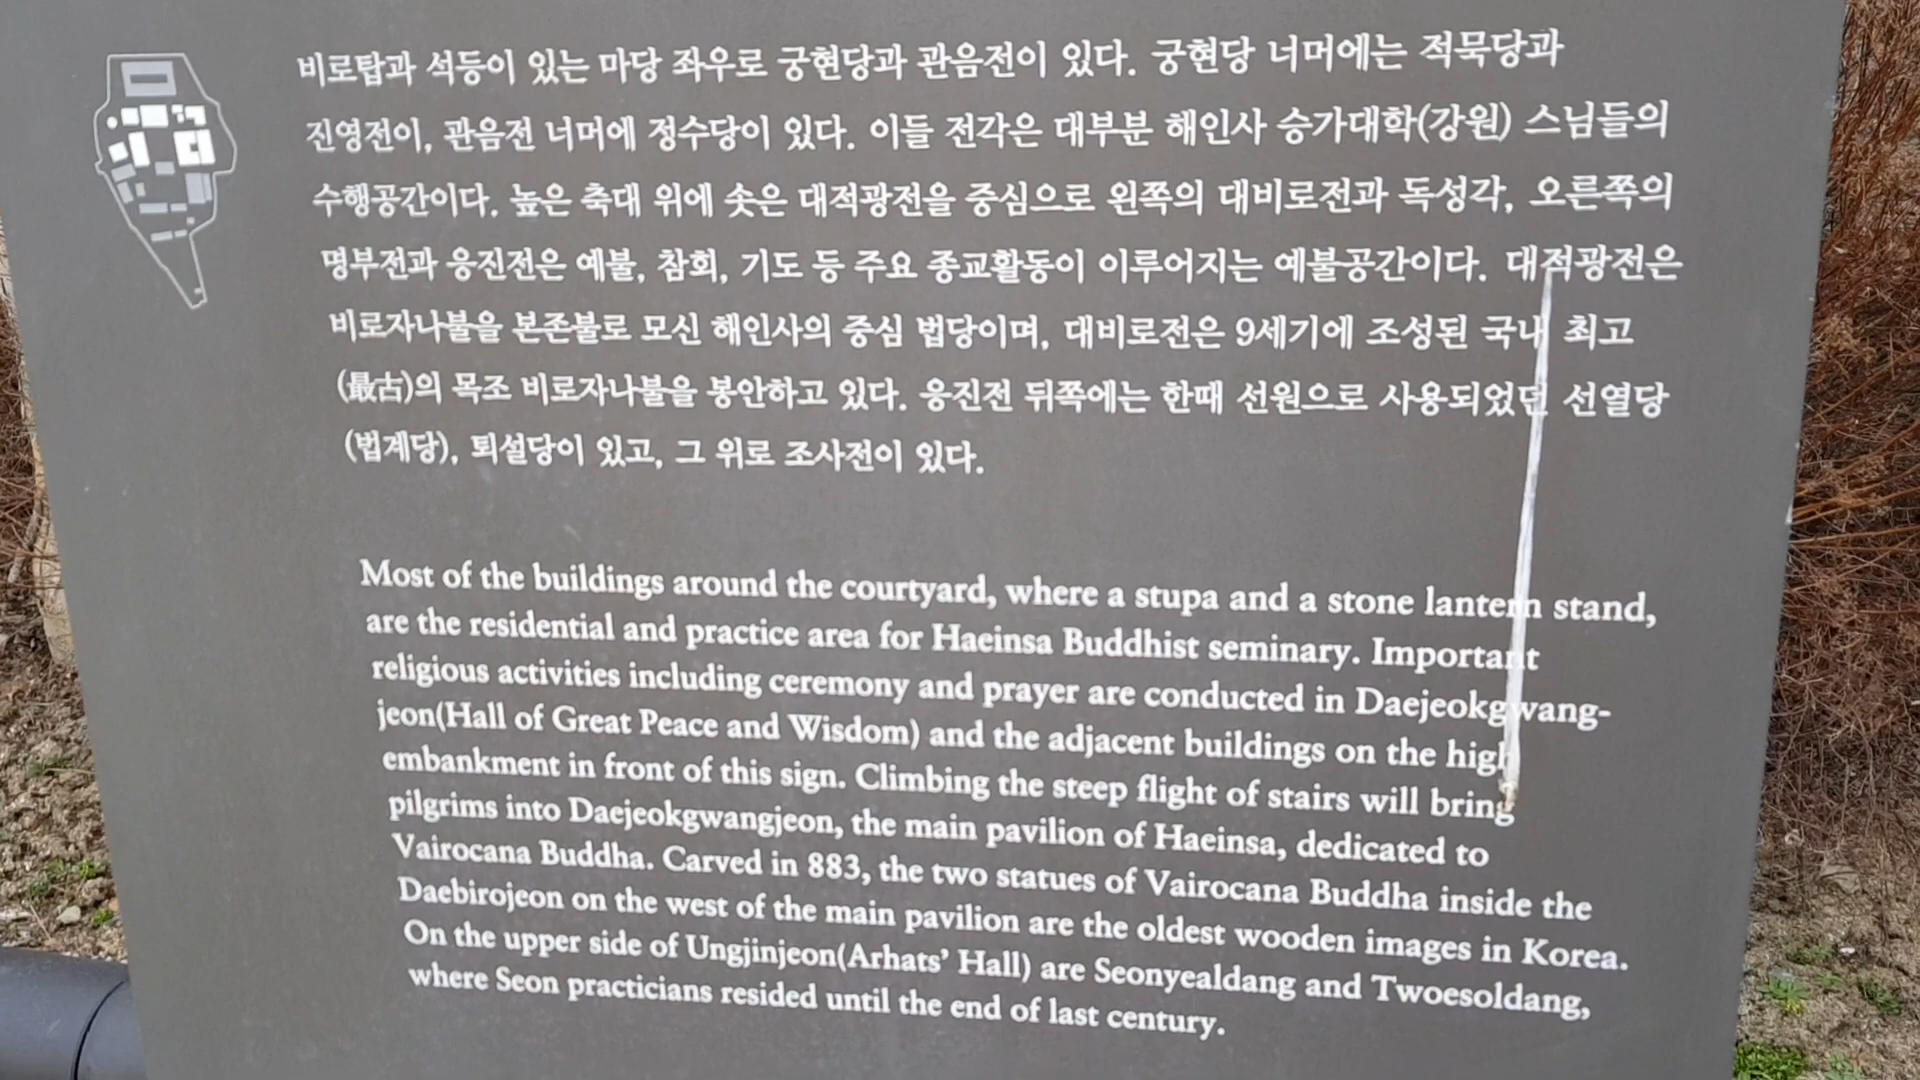 비로탑과 석등이 있는 마당 좌우로 궁현당과 관음전이 있다. 궁현당 너머에는 적묵당과
진영전이, 관음전 너머에 정수당이 있다. 이들 전각은 대부분 해인사 승가대학(강원) 스님들의
수행공간이다. 높은 축대 위에 솟은 대적광전을 중심으로 왼쪽의 대비로전과 독성각, 오른쪽의
명부전과 응진전은 예불, 참회, 기도 등 주요 종교활동이 이루어지는 예불공간이다. 대적광전은
비로자나불을 본존불로 모신 해인사의 중심 법당이며, 대비로전은 9세기에 조성된 국내 최고
(最古)의 목조 비로자나불을 봉안하고 있다. 응진전 뒤쪽에는 한때 선원으로 사용되었던 선열당
(법계당), 퇴설당이 있고, 그 위로 조사전이 있다.
Most of the buildings around the courtyard, where a stupa and a stone lantern stand,
are the residential and practice area for Haeinsa Buddhist seminary. Important
religious activities including ceremony and prayer are conducted in Daejeokgwang-
jeon(Hall of Great Peace and Wisdom) and the adjacent buildings on the high
embankment in front of this sign. Climbing the steep flight of stairs will bring
pilgrims into Daejeokgwangjeon, the main pavilion of Haeinsa, dedicated to
Vairocana Buddha. Carved in 883, the two statues of Vairocana Buddha inside the
Daebirojeon on the west of the main pavilion are the oldest wooden images in Korea.
On the upper side of Ungjinjeon(Arhats' Hall) are Seonyealdang and Twoesoldang,
where Seon practicians resided until the end of last century.